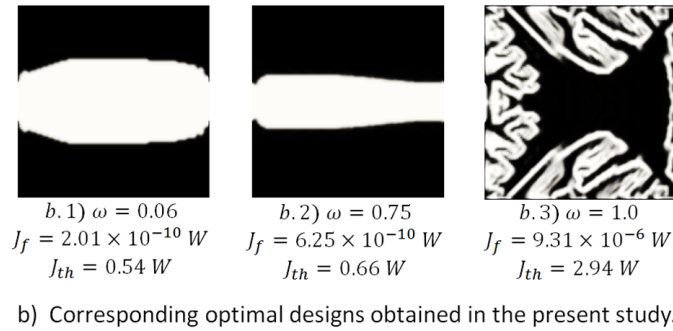 b. 1) ω = 0.06
J_f = 2.01 × 10⁻¹⁰ W
J_th = 0.54 W
b. 2) ω = 0.75
J_f = 6.25 × 10⁻¹⁰ W
J_th = 0.66 W
b. 3) ω = 1.0
J_f = 9.31 × 10⁻⁶ W
J_th = 2.94 W
b) Corresponding optimal designs obtained in the present study.